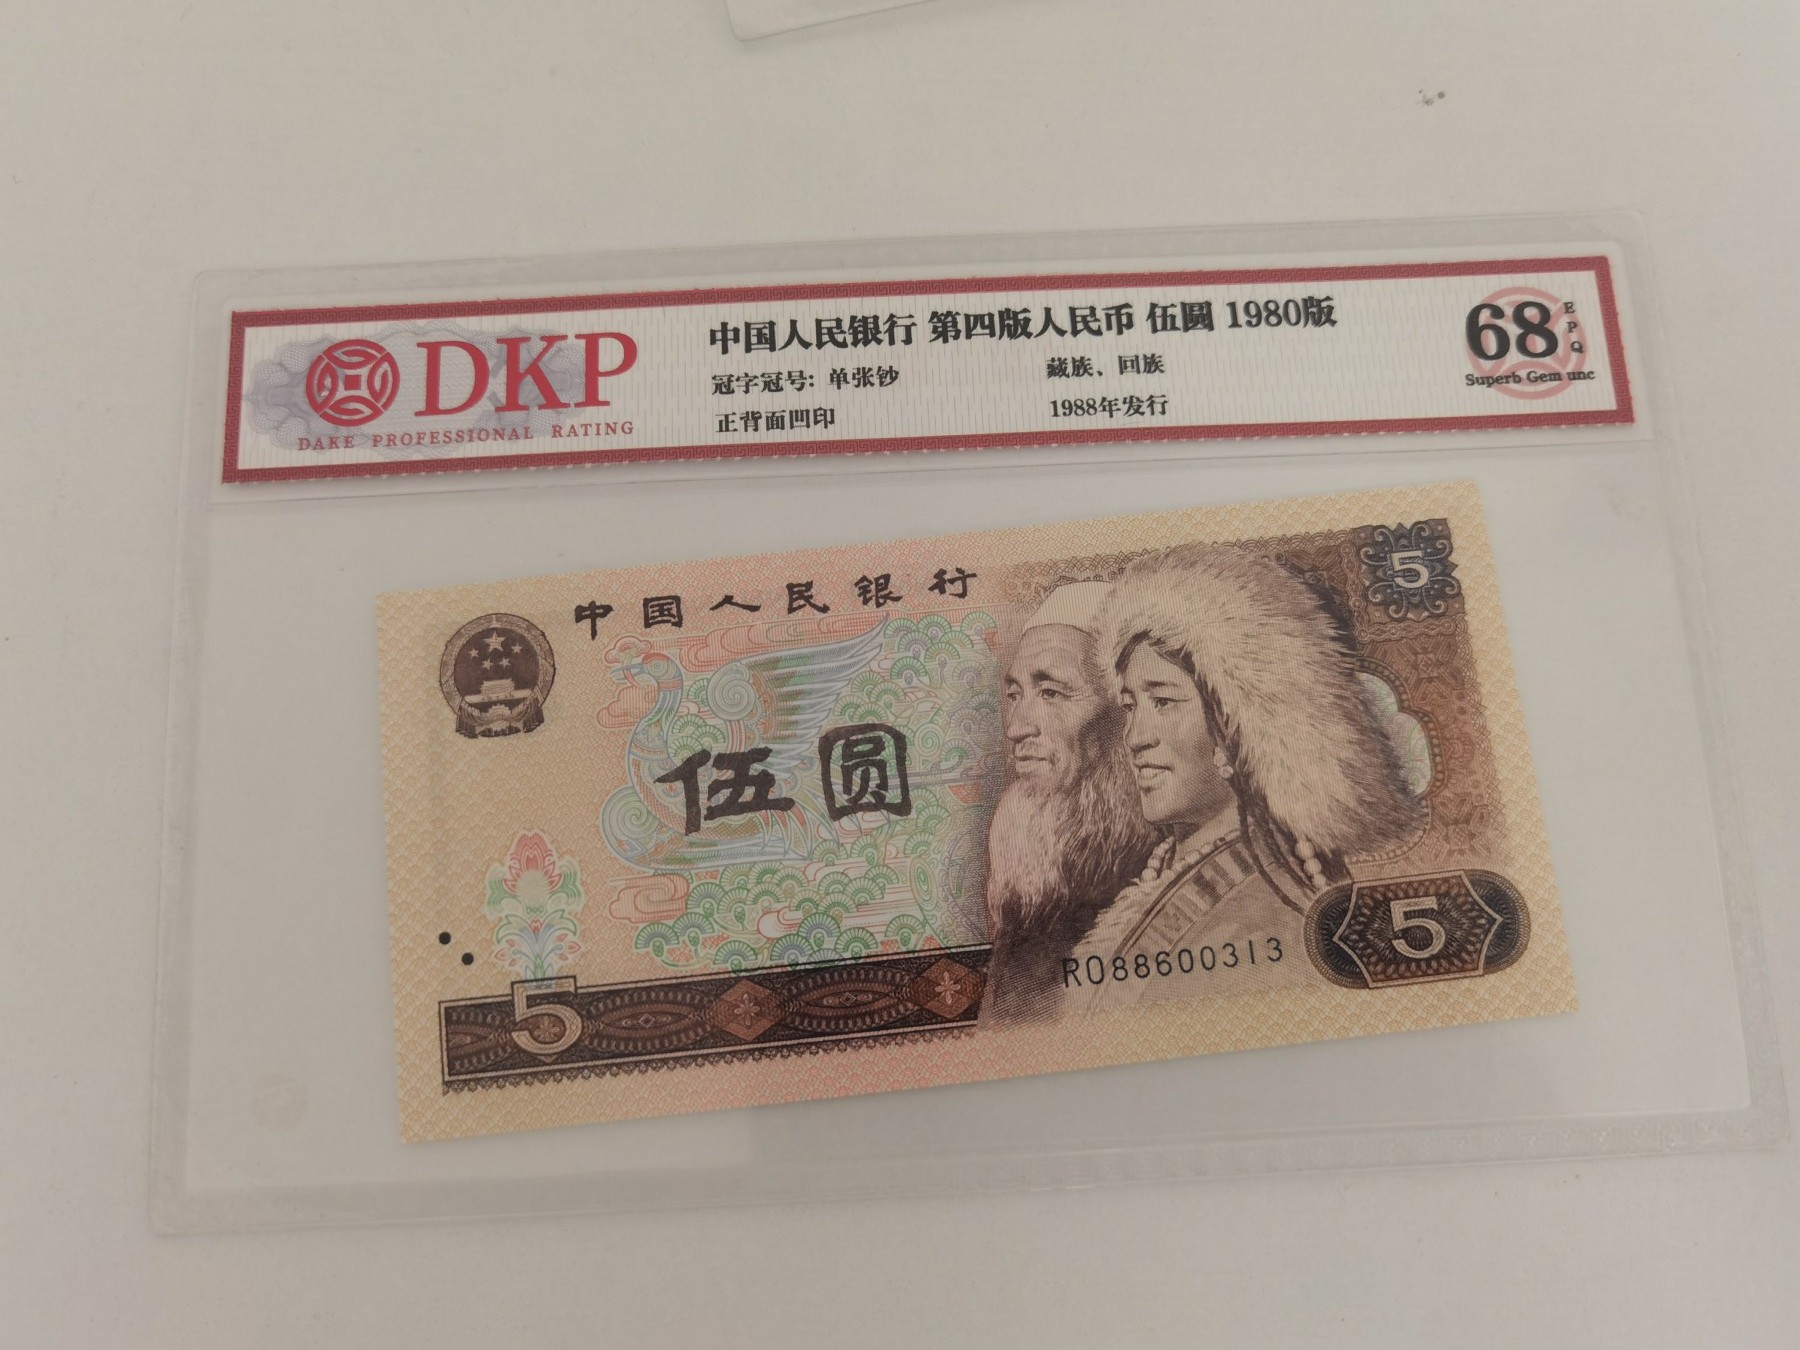 DKP
DAKE PROFESSIONAL RATING
中国人民银行 第四版人民币 伍圆 1980版
冠字冠号: 单张钞 藏族、回族
正背面凹印 1988年发行
68 EPQ
Superb Gem unc
中国人民银行
5
伍圆
5
RO88600313
5